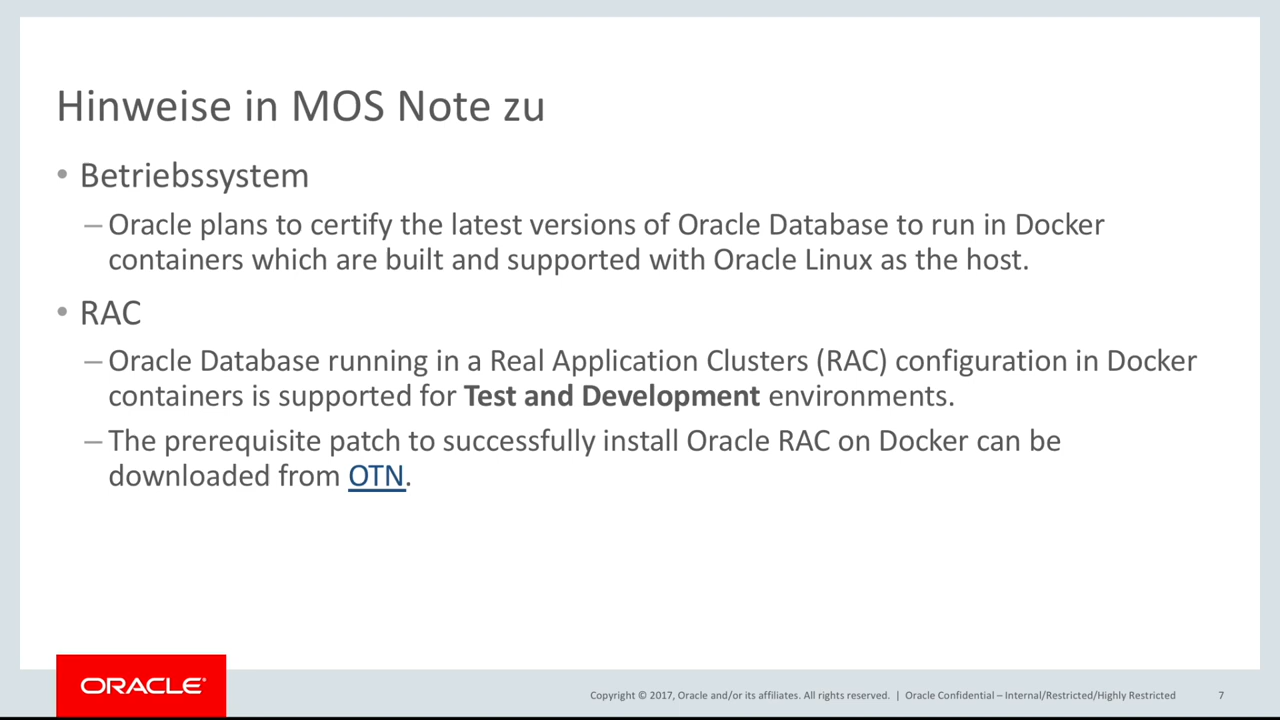 Hinweise in MOS Note zu
• Betriebssystem
– Oracle plans to certify the latest versions of Oracle Database to run in Docker
containers which are built and supported with Oracle Linux as the host.
• RAC
– Oracle Database running in a Real Application Clusters (RAC) configuration in Docker
containers is supported for Test and Development environments.
– The prerequisite patch to successfully install Oracle RAC on Docker can be
downloaded from OTN.
ORACLE®
Copyright © 2017, Oracle and/or its affiliates. All rights reserved. | Oracle Confidential – Internal/Restricted/Highly Restricted 7